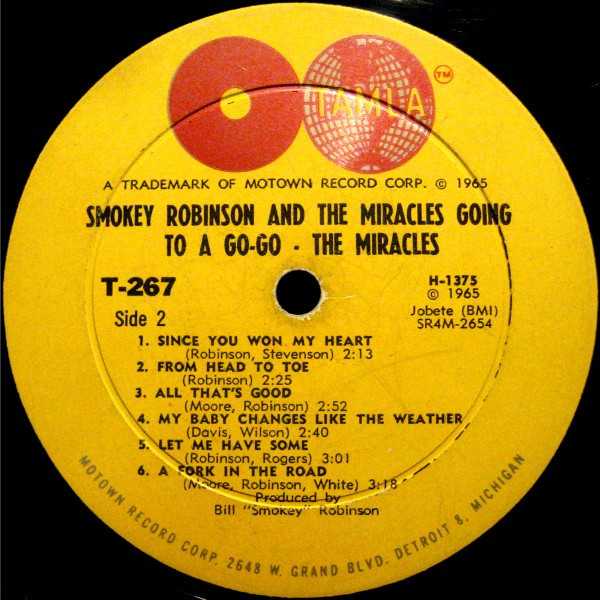 TAMLA
TM
A TRADEMARK OF MOTOWN RECORD CORP. © 1965
SMOKEY ROBINSON AND THE MIRACLES GOING
TO A GO-GO • THE MIRACLES
T-267
H-1375
© 1965
Side 2
Jobete (BMI)
SR4M-2654
1. SINCE YOU WON MY HEART
(Robinson, Stevenson) 2:13
2. FROM HEAD TO TOE
(Robinson) 2:25
3. ALL THAT'S GOOD
(Moore, Robinson) 2:52
4. MY BABY CHANGES LIKE THE WEATHER
(Davis, Wilson) 2:40
5. LET ME HAVE SOME
(Robinson, Rogers) 3:01
6. A FORK IN THE ROAD
(Moore, Robinson, White) 3:18
Produced by
Bill "Smokey" Robinson
MOTOWN RECORD CORP. 2648 W. GRAND BLVD. DETROIT 8, MICHIGAN